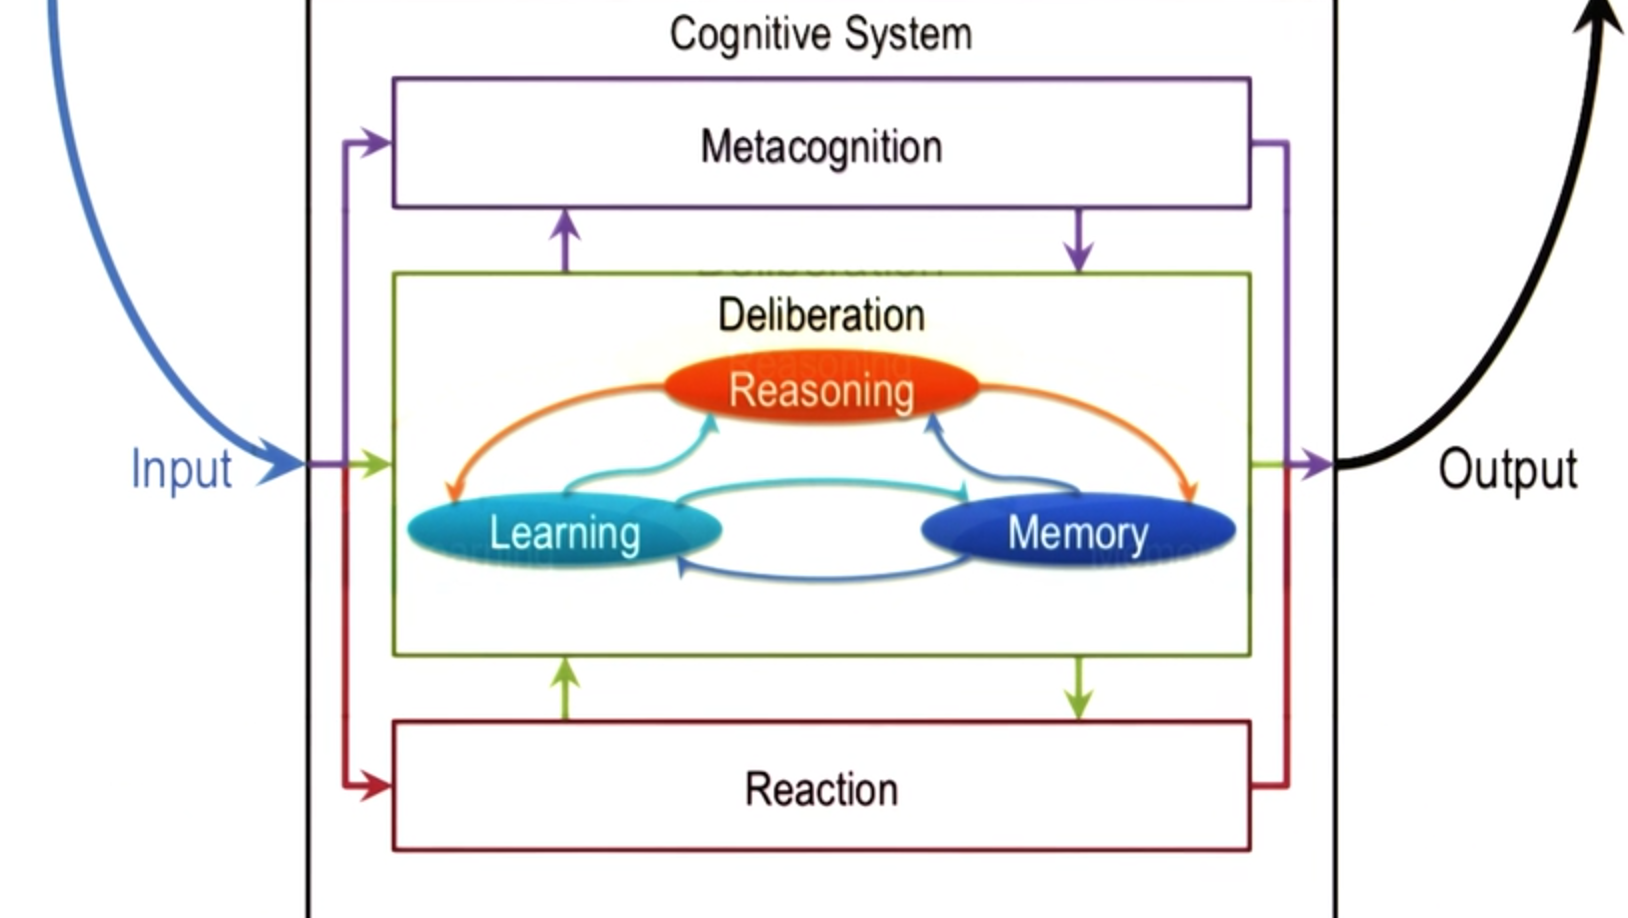 Cognitive System
Metacognition
Deliberation
Reasoning
Input
Output
Learning
Memory
Reaction